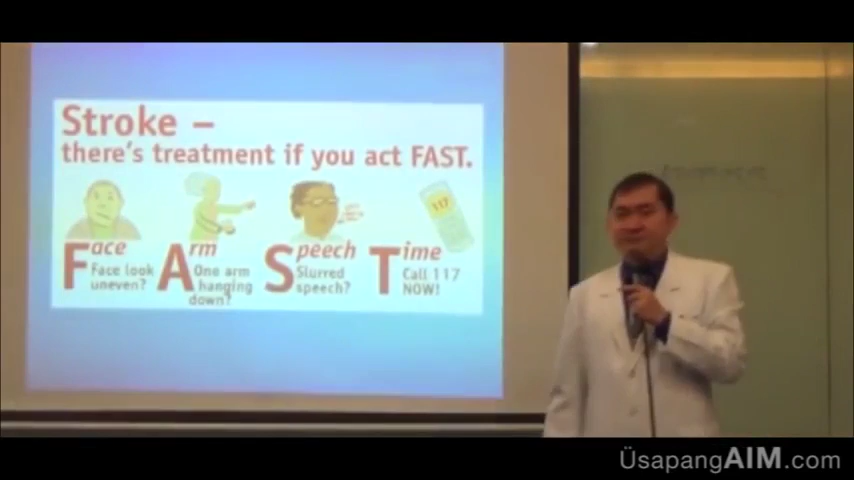 Stroke –
there's treatment if you act FAST.
117
Face
Face look
uneven?
Arm
One arm
hanging
down?
Speech
Slurred
speech?
Time
Call 117
NOW!
ÜsapangAIM.com